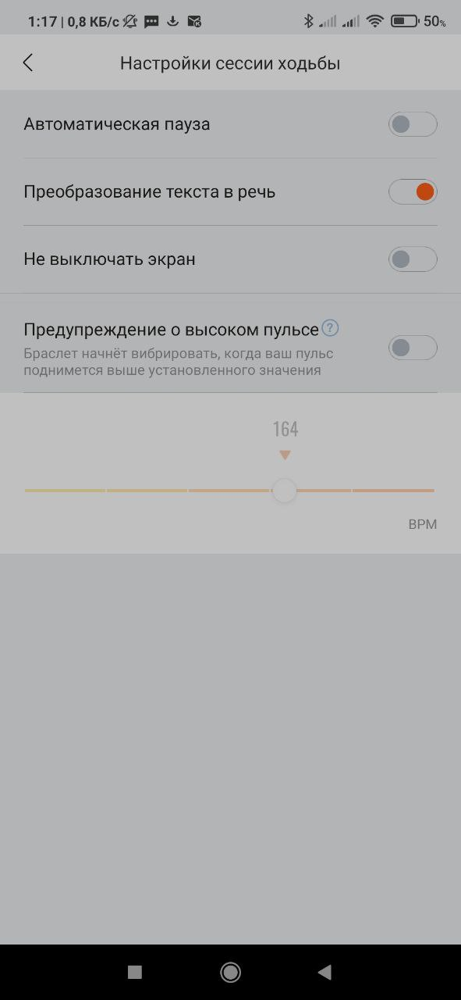 1:17 | 0,8 КБ/с 50%
Настройки сессии ходьбы
Автоматическая пауза
Преобразование текста в речь
Не выключать экран
Предупреждение о высоком пульсе ?
Браслет начнёт вибрировать, когда ваш пульс
поднимется выше установленного значения
164
BPM